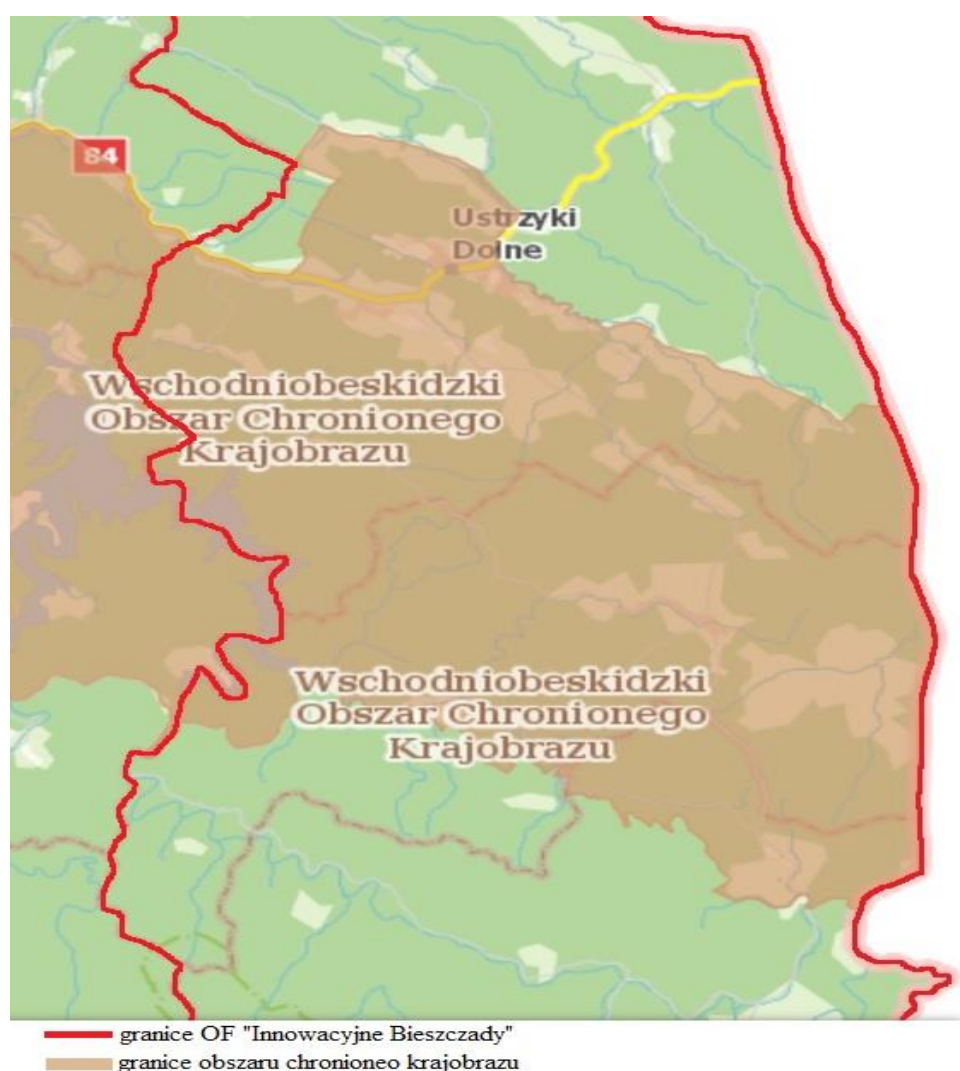 84
Ustrzyki
Dolne
Wschodniobeskidzki
Obszar Chronionego
Krajobrazu
Wschodniobeskidzki
Obszar Chronionego
Krajobrazu
granice OF "Innowacyjne Bieszczady"
granice obszaru chronioneo krajobrazu